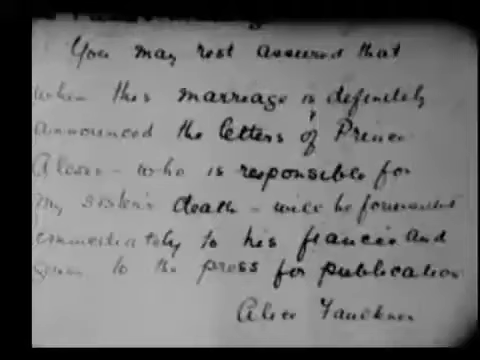 You may rest assured that
when this marriage is definitely
announced the letters of Prince
Alexis - who is responsible for
my sister's death - will be forwarded
immediately to his fiancée and
given to the press for publication
Alice Faulkner